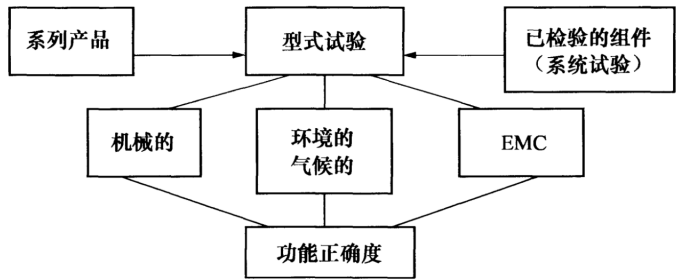 系列产品
型式试验
已检验的组件
（系统试验）
机械的
环境的
气候的
EMC
功能正确度